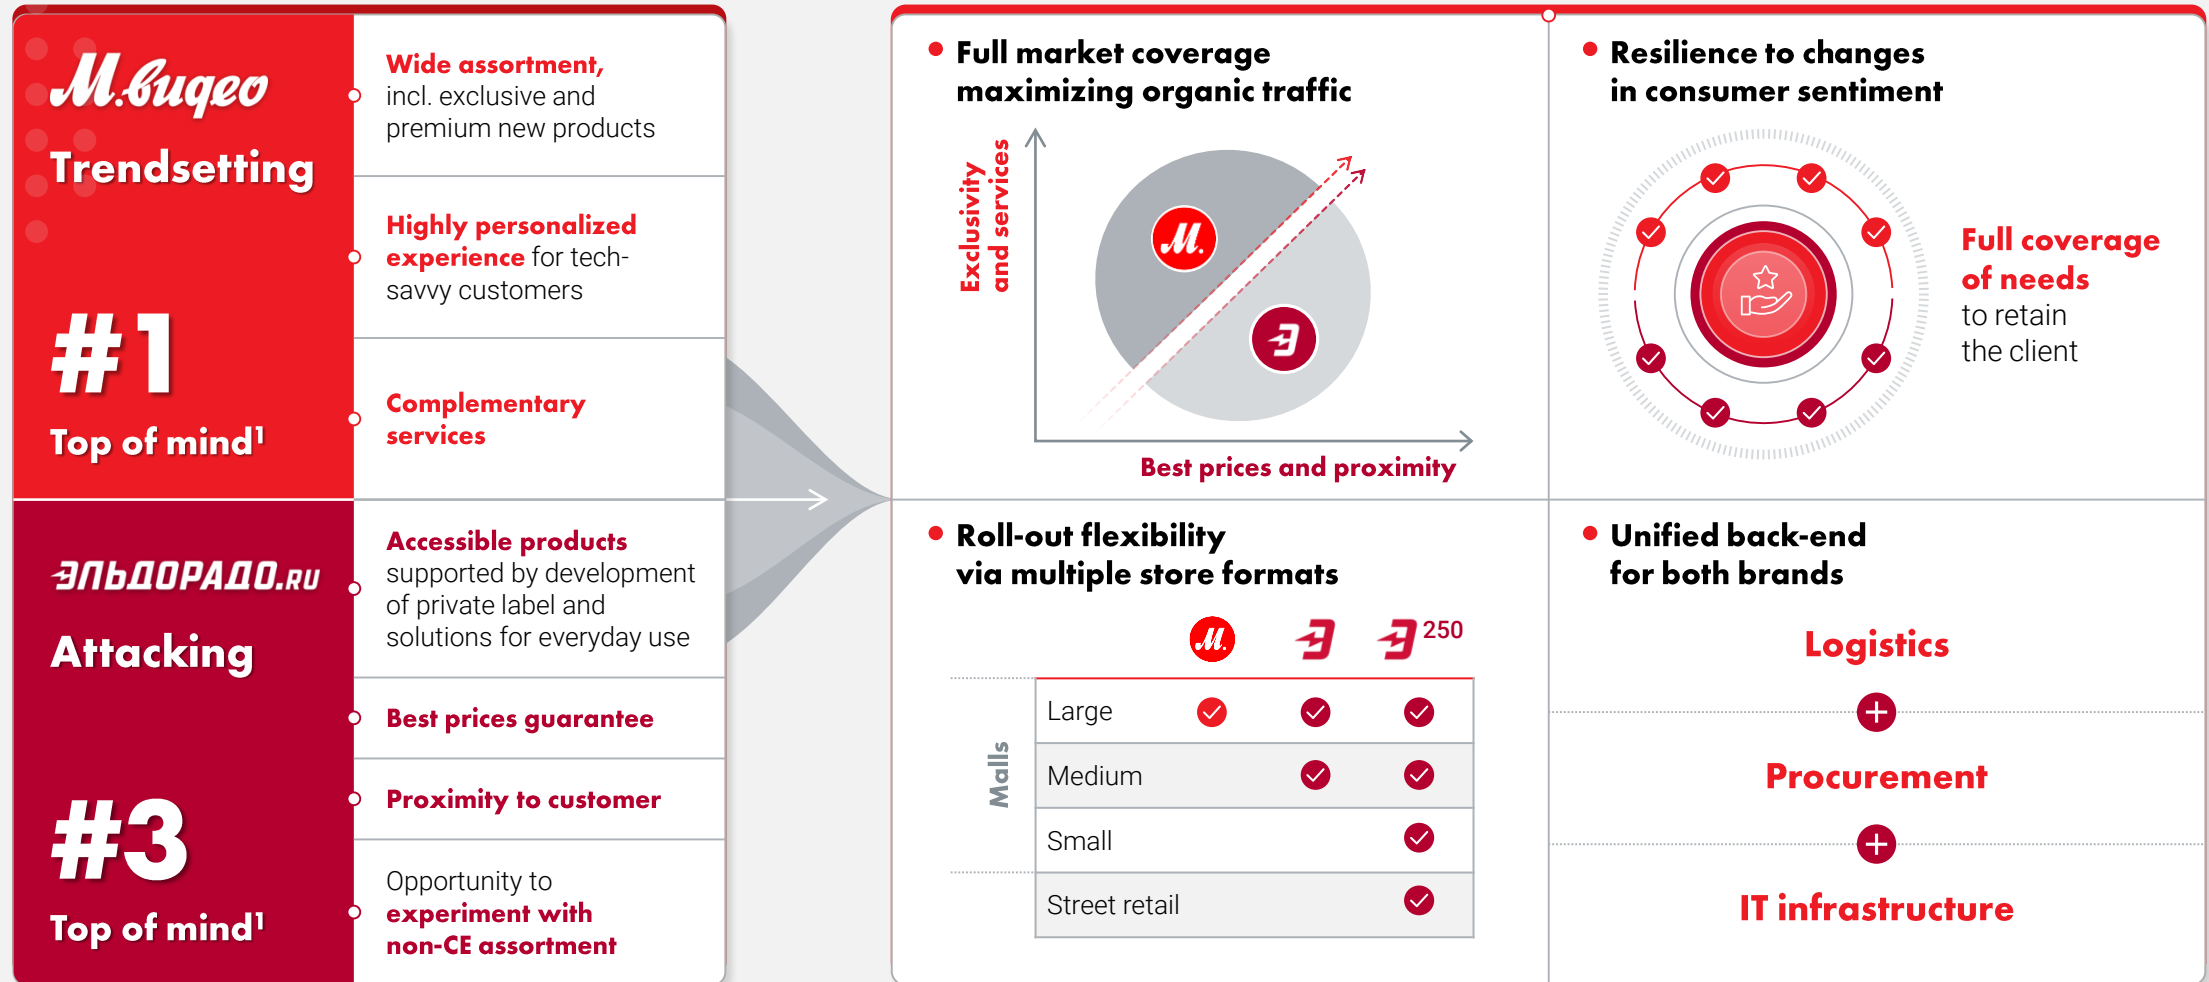 М.видео
Trendsetting
#1
Top of mind¹
Wide assortment,
incl. exclusive and
premium new products
Highly personalized
experience for tech-
savvy customers
Complementary
services
ЭЛЬДОРАДО.RU
Attacking
#3
Top of mind¹
Accessible products
supported by development
of private label and
solutions for everyday use
Best prices guarantee
Proximity to customer
Opportunity to
experiment with
non-CE assortment
Full market coverage
maximizing organic traffic
Exclusivity
and services
М.
Э
Best prices and proximity
Resilience to changes
in consumer sentiment
Full coverage
of needs
to retain
the client
Roll-out flexibility
via multiple store formats
М.
Э
Э 250
Malls
Large
Medium
Small
Street retail
Unified back-end
for both brands
Logistics
+
Procurement
+
IT infrastructure